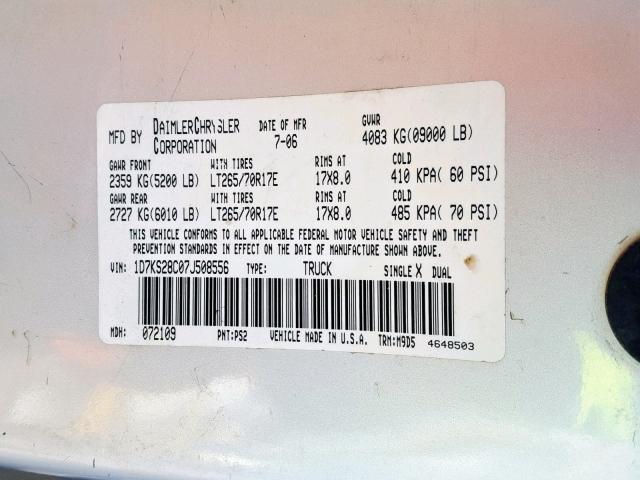 MFD BY DAIMLERCHRYSLER CORPORATION DATE OF MFR 7-06 GVWR 4083 KG(09000 LB)
GAWR FRONT WITH TIRES RIMS AT COLD
2359 KG(5200 LB) LT265/70R17E 17X8.0 410 KPA( 60 PSI)
GAWR REAR WITH TIRES RIMS AT COLD
2727 KG(6010 LB) LT265/70R17E 17X8.0 485 KPA( 70 PSI)
THIS VEHICLE CONFORMS TO ALL APPLICABLE FEDERAL MOTOR VEHICLE SAFETY AND THEFT
PREVENTION STANDARDS IN EFFECT ON THE DATE OF MANUFACTURE SHOWN ABOVE.
VIN: 1D7KS28C07J508556 TYPE: TRUCK SINGLE X DUAL
MDH: 072109 PNT:PS2 VEHICLE MADE IN U.S.A. TRM:M9D5 4648503